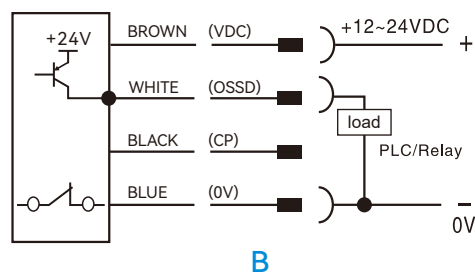 +24V
BROWN (VDC) +12~24VDC +
WHITE (OSSD)
load
BLACK (CP) PLC/Relay
BLUE (0V) −
0V
B